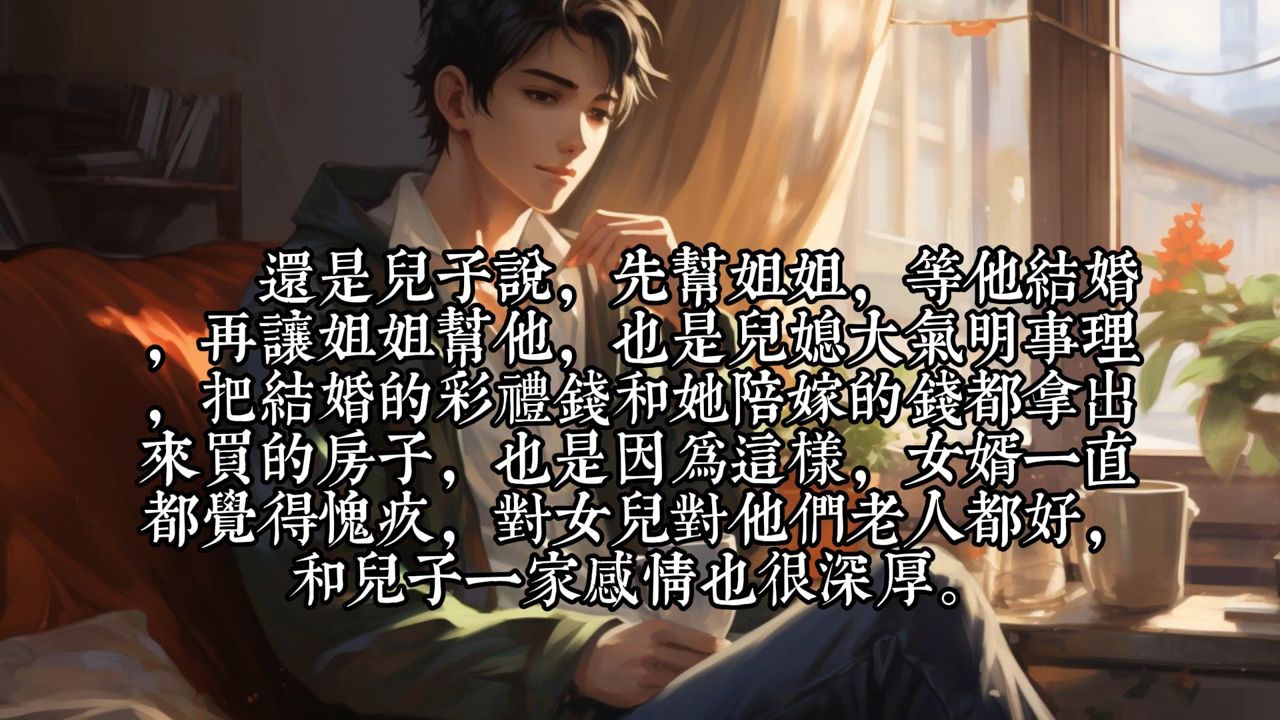 還是兒子說，先幫姐姐，等他結婚
，再讓姐姐幫他，也是兒媳大氣明事理
，把結婚的彩禮錢和她陪嫁的錢都拿出
來買的房子，也是因爲這樣，女婿一直
都覺得愧疚，對女兒對他們老人都好，
和兒子一家感情也很深厚。